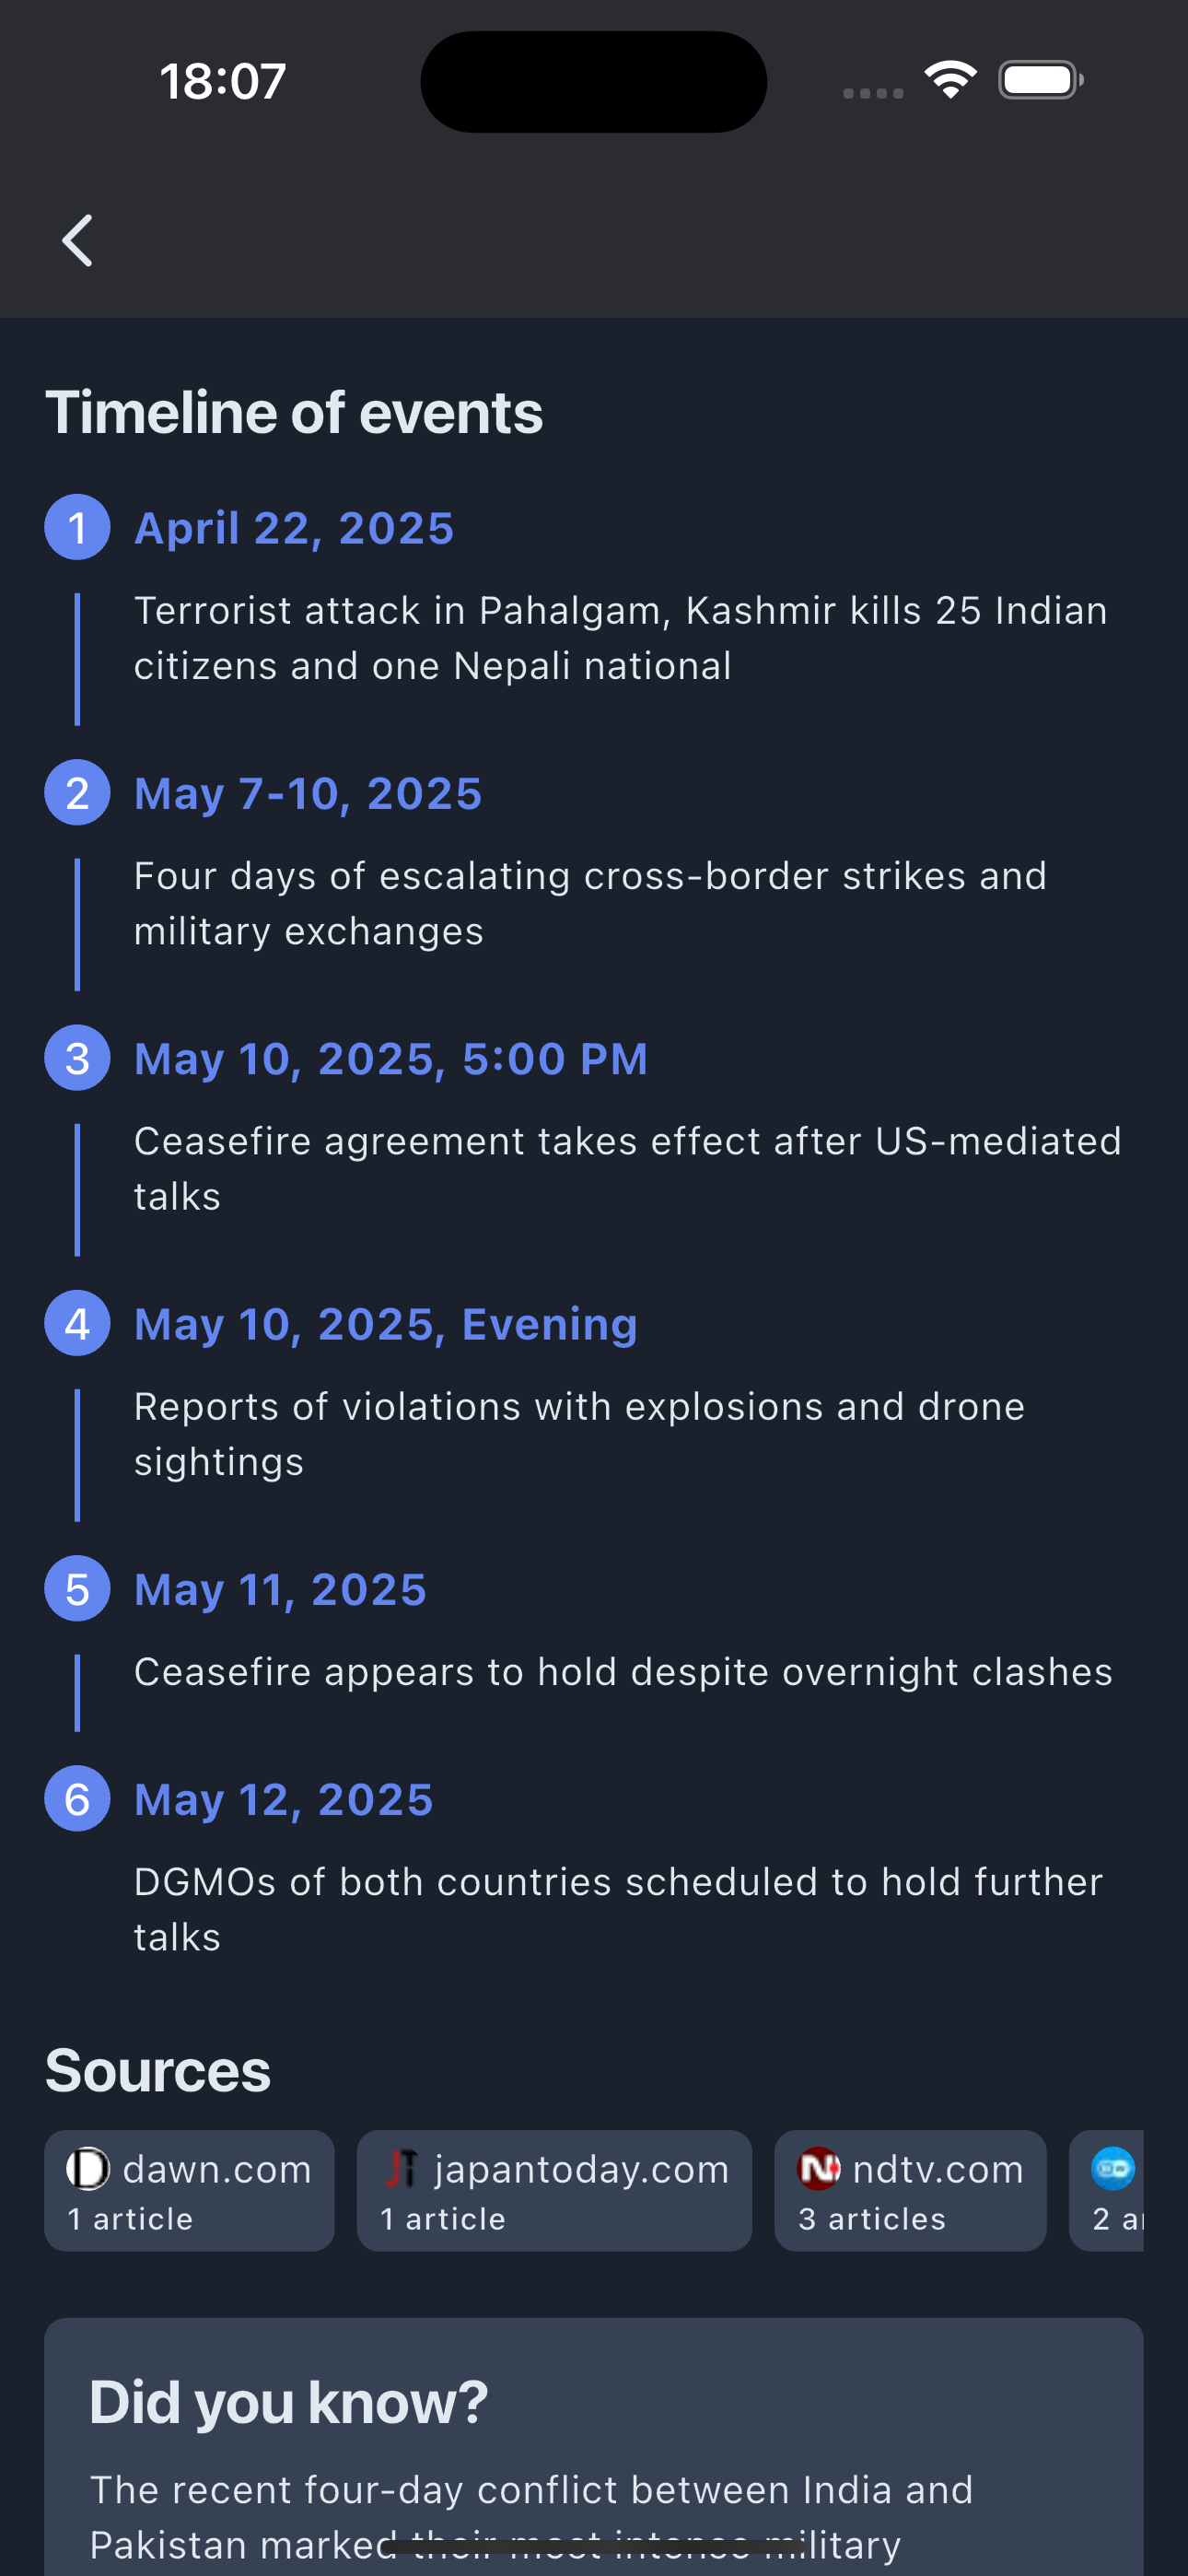 18:07
Timeline of events
1 April 22, 2025
Terrorist attack in Pahalgam, Kashmir kills 25 Indian
citizens and one Nepali national
2 May 7-10, 2025
Four days of escalating cross-border strikes and
military exchanges
3 May 10, 2025, 5:00 PM
Ceasefire agreement takes effect after US-mediated
talks
4 May 10, 2025, Evening
Reports of violations with explosions and drone
sightings
5 May 11, 2025
Ceasefire appears to hold despite overnight clashes
6 May 12, 2025
DGMOs of both countries scheduled to hold further
talks
Sources
D dawn.com JT japantoday.com N ndtv.com
1 article 1 article 3 articles 2
Did you know?
The recent four-day conflict between India and
Pakistan marked their most intense military